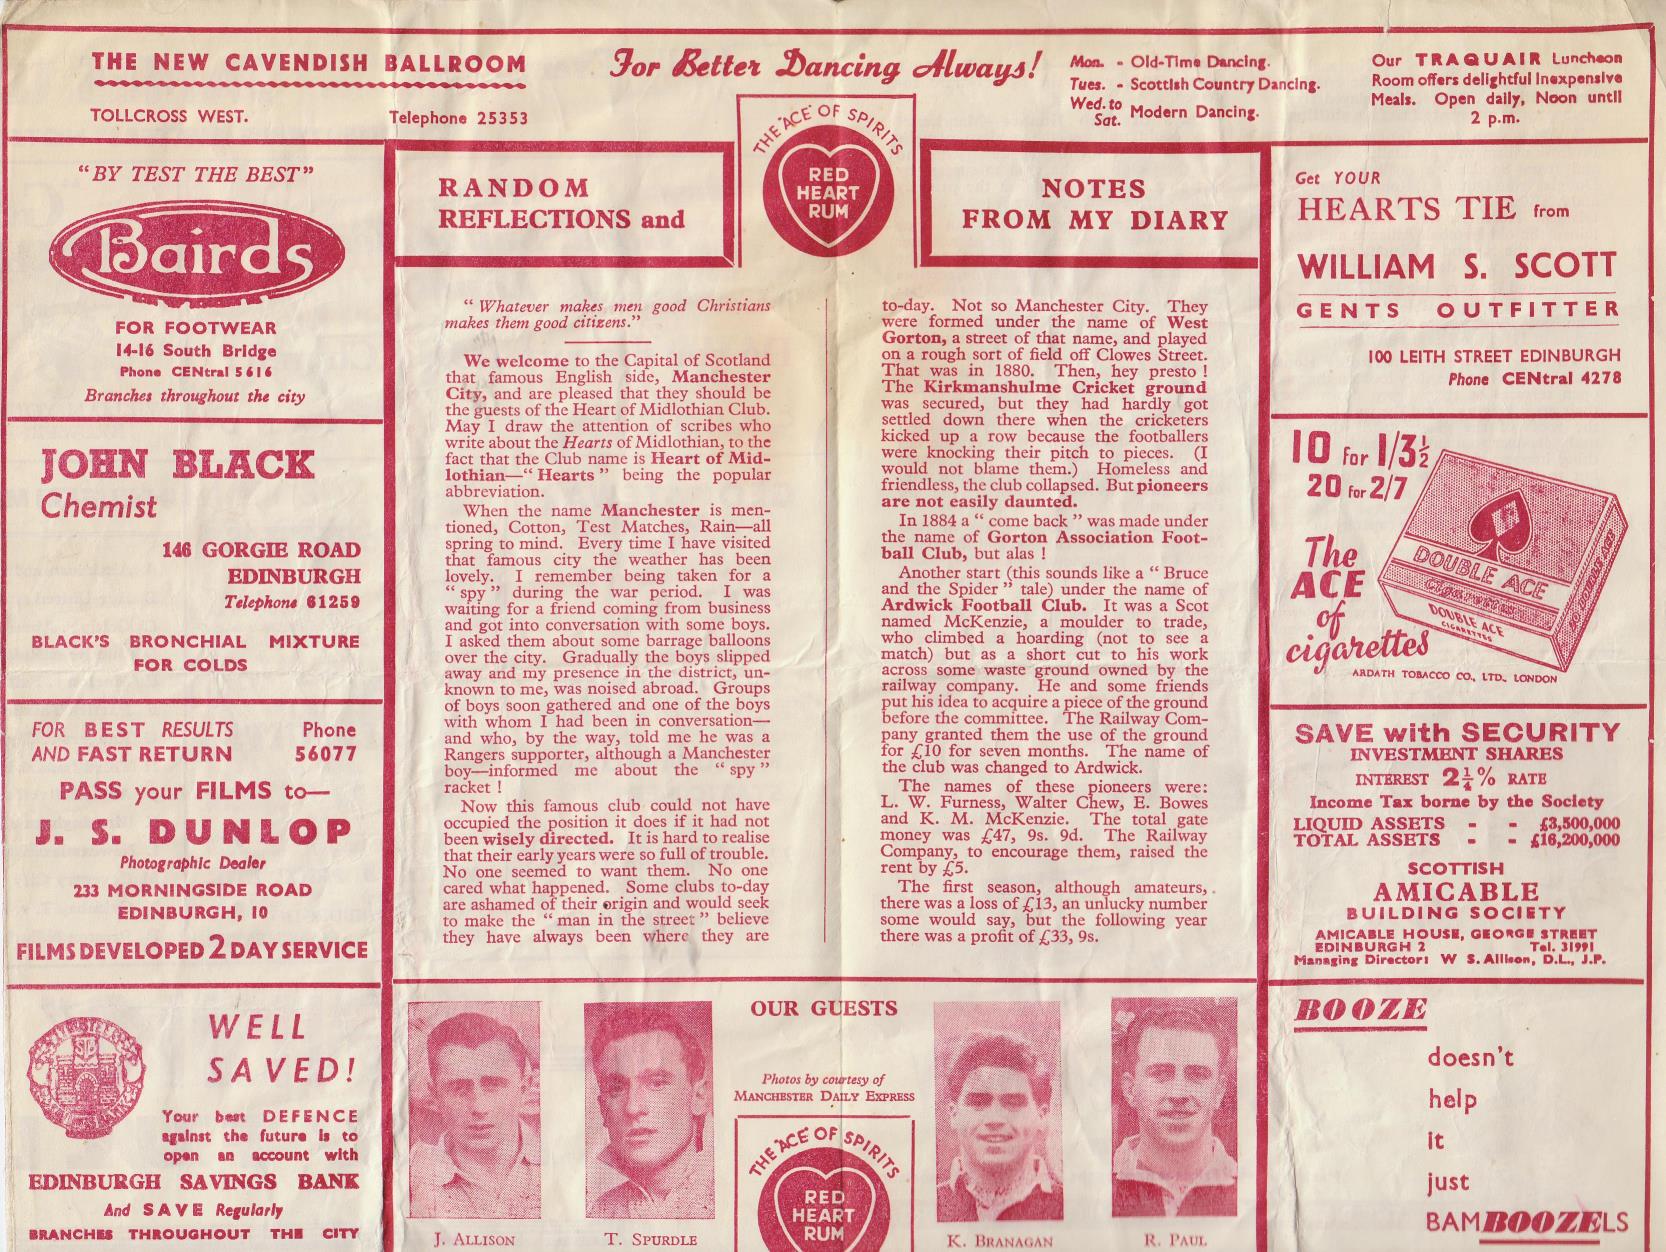 THE NEW CAVENDISH BALLROOM
TOLLCROSS WEST. Telephone 25353
For Better Dancing Always!
Mon. - Old-Time Dancing.
Tues. - Scottish Country Dancing.
Wed. to Sat. Modern Dancing.
Our TRAQUAIR Luncheon
Room offers delightful Inexpensive
Meals. Open daily, Noon until
2 p.m.
"BY TEST THE BEST"
Bairds
FOR FOOTWEAR
14-16 South Bridge
Phone CENtral 5616
Branches throughout the city
JOHN BLACK
Chemist
146 GORGIE ROAD
EDINBURGH
Telephone 61259
BLACK'S BRONCHIAL MIXTURE
FOR COLDS
FOR BEST RESULTS
AND FAST RETURN
Phone
56077
PASS your FILMS to—
J. S. DUNLOP
Photographic Dealer
233 MORNINGSIDE ROAD
EDINBURGH, 10
FILMS DEVELOPED 2 DAY SERVICE
WELL
SAVED!
Your best DEFENCE
against the future is to
open an account with
EDINBURGH SAVINGS BANK
And SAVE Regularly
BRANCHES THROUGHOUT THE CITY
RANDOM
REFLECTIONS and
THE "ACE" OF SPIRITS
RED
HEART
RUM
NOTES
FROM MY DIARY
" Whatever makes men good Christians
makes them good citizens."
We welcome to the Capital of Scotland
that famous English side, Manchester
City, and are pleased that they should be
the guests of the Heart of Midlothian Club.
May I draw the attention of scribes who
write about the Hearts of Midlothian, to the
fact that the Club name is Heart of Mid-
lothian—" Hearts " being the popular
abbreviation.
When the name Manchester is men-
tioned, Cotton, Test Matches, Rain—all
spring to mind. Every time I have visited
that famous city the weather has been
lovely. I remember being taken for a
" spy " during the war period. I was
waiting for a friend coming from business
and got into conversation with some boys.
I asked them about some barrage balloons
over the city. Gradually the boys slipped
away and my presence in the district, un-
known to me, was noised abroad. Groups
of boys soon gathered and one of the boys
with whom I had been in conversation—
and who, by the way, told me he was a
Rangers supporter, although a Manchester
boy—informed me about the " spy "
racket !
Now this famous club could not have
occupied the position it does if it had not
been wisely directed. It is hard to realise
that their early years were so full of trouble.
No one seemed to want them. No one
cared what happened. Some clubs to-day
are ashamed of their origin and would seek
to make the " man in the street " believe
they have always been where they are
to-day. Not so Manchester City. They
were formed under the name of West
Gorton, a street of that name, and played
on a rough sort of field off Clowes Street.
That was in 1880. Then, hey presto !
The Kirkmanshulme Cricket ground
was secured, but they had hardly got
settled down there when the cricketers
kicked up a row because the footballers
were knocking their pitch to pieces. (I
would not blame them.) Homeless and
friendless, the club collapsed. But pioneers
are not easily daunted.
In 1884 a " come back " was made under
the name of Gorton Association Foot-
ball Club, but alas !
Another start (this sounds like a " Bruce
and the Spider " tale) under the name of
Ardwick Football Club. It was a Scot
named McKenzie, a moulder to trade,
who climbed a hoarding (not to see a
match) but as a short cut to his work
across some waste ground owned by the
railway company. He and some friends
put his idea to acquire a piece of the ground
before the committee. The Railway Com-
pany granted them the use of the ground
for £10 for seven months. The name of
the club was changed to Ardwick.
The names of these pioneers were:
L. W. Furness, Walter Chew, E. Bowes
and K. M. McKenzie. The total gate
money was £47, 9s. 9d. The Railway
Company, to encourage them, raised the
rent by £5.
The first season, although amateurs,
there was a loss of £13, an unlucky number
some would say, but the following year
there was a profit of £33, 9s.
OUR GUESTS
Photos by courtesy of
MANCHESTER DAILY EXPRESS
THE "ACE" OF SPIRITS
RED
HEART
RUM
J. ALLISON
T. SPURDLE
K. BRANAGAN
R. PAUL
Get YOUR
HEARTS TIE from
WILLIAM S. SCOTT
GENTS OUTFITTER
100 LEITH STREET EDINBURGH
Phone CENtral 4278
10 for 1/3½
20 for 2/7
The
ACE
of
cigarettes
DOUBLE ACE
Cigarettes
DOUBLE ACE
CIGARETTES
DOUBLE ACE
ARDATH TOBACCO CO., LTD., LONDON
SAVE with SECURITY
INVESTMENT SHARES
INTEREST 2¼% RATE
Income Tax borne by the Society
LIQUID ASSETS - - £3,500,000
TOTAL ASSETS - - £16,200,000
SCOTTISH
AMICABLE
BUILDING SOCIETY
AMICABLE HOUSE, GEORGE STREET
EDINBURGH 2 Tel. 31991
Managing Director: W S. Allison, D.L., J.P.
BOOZE
doesn't
help
it
just
BAMBOOZELS